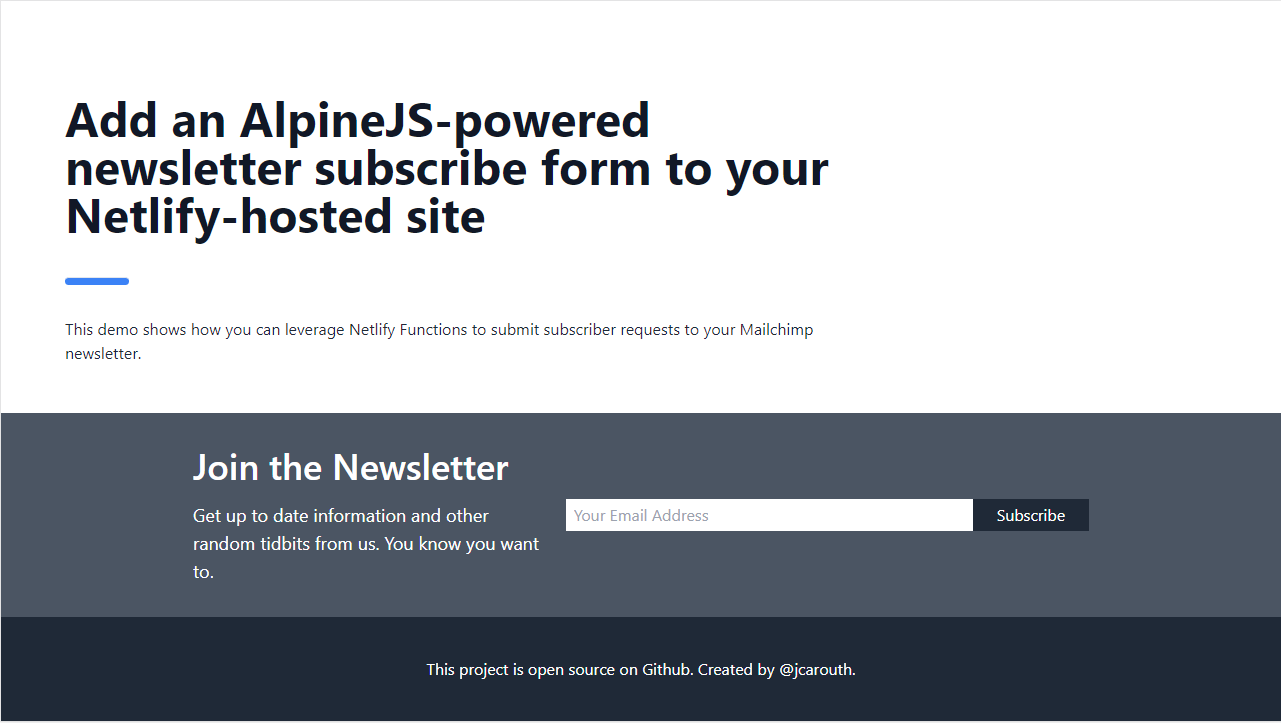 Add an AlpineJS-powered
newsletter subscribe form to your
Netlify-hosted site
This demo shows how you can leverage Netlify Functions to submit subscriber requests to your Mailchimp
newsletter.
Join the Newsletter
Get up to date information and other
random tidbits from us. You know you want
to.
Your Email Address
Subscribe
This project is open source on Github. Created by @jcarouth.